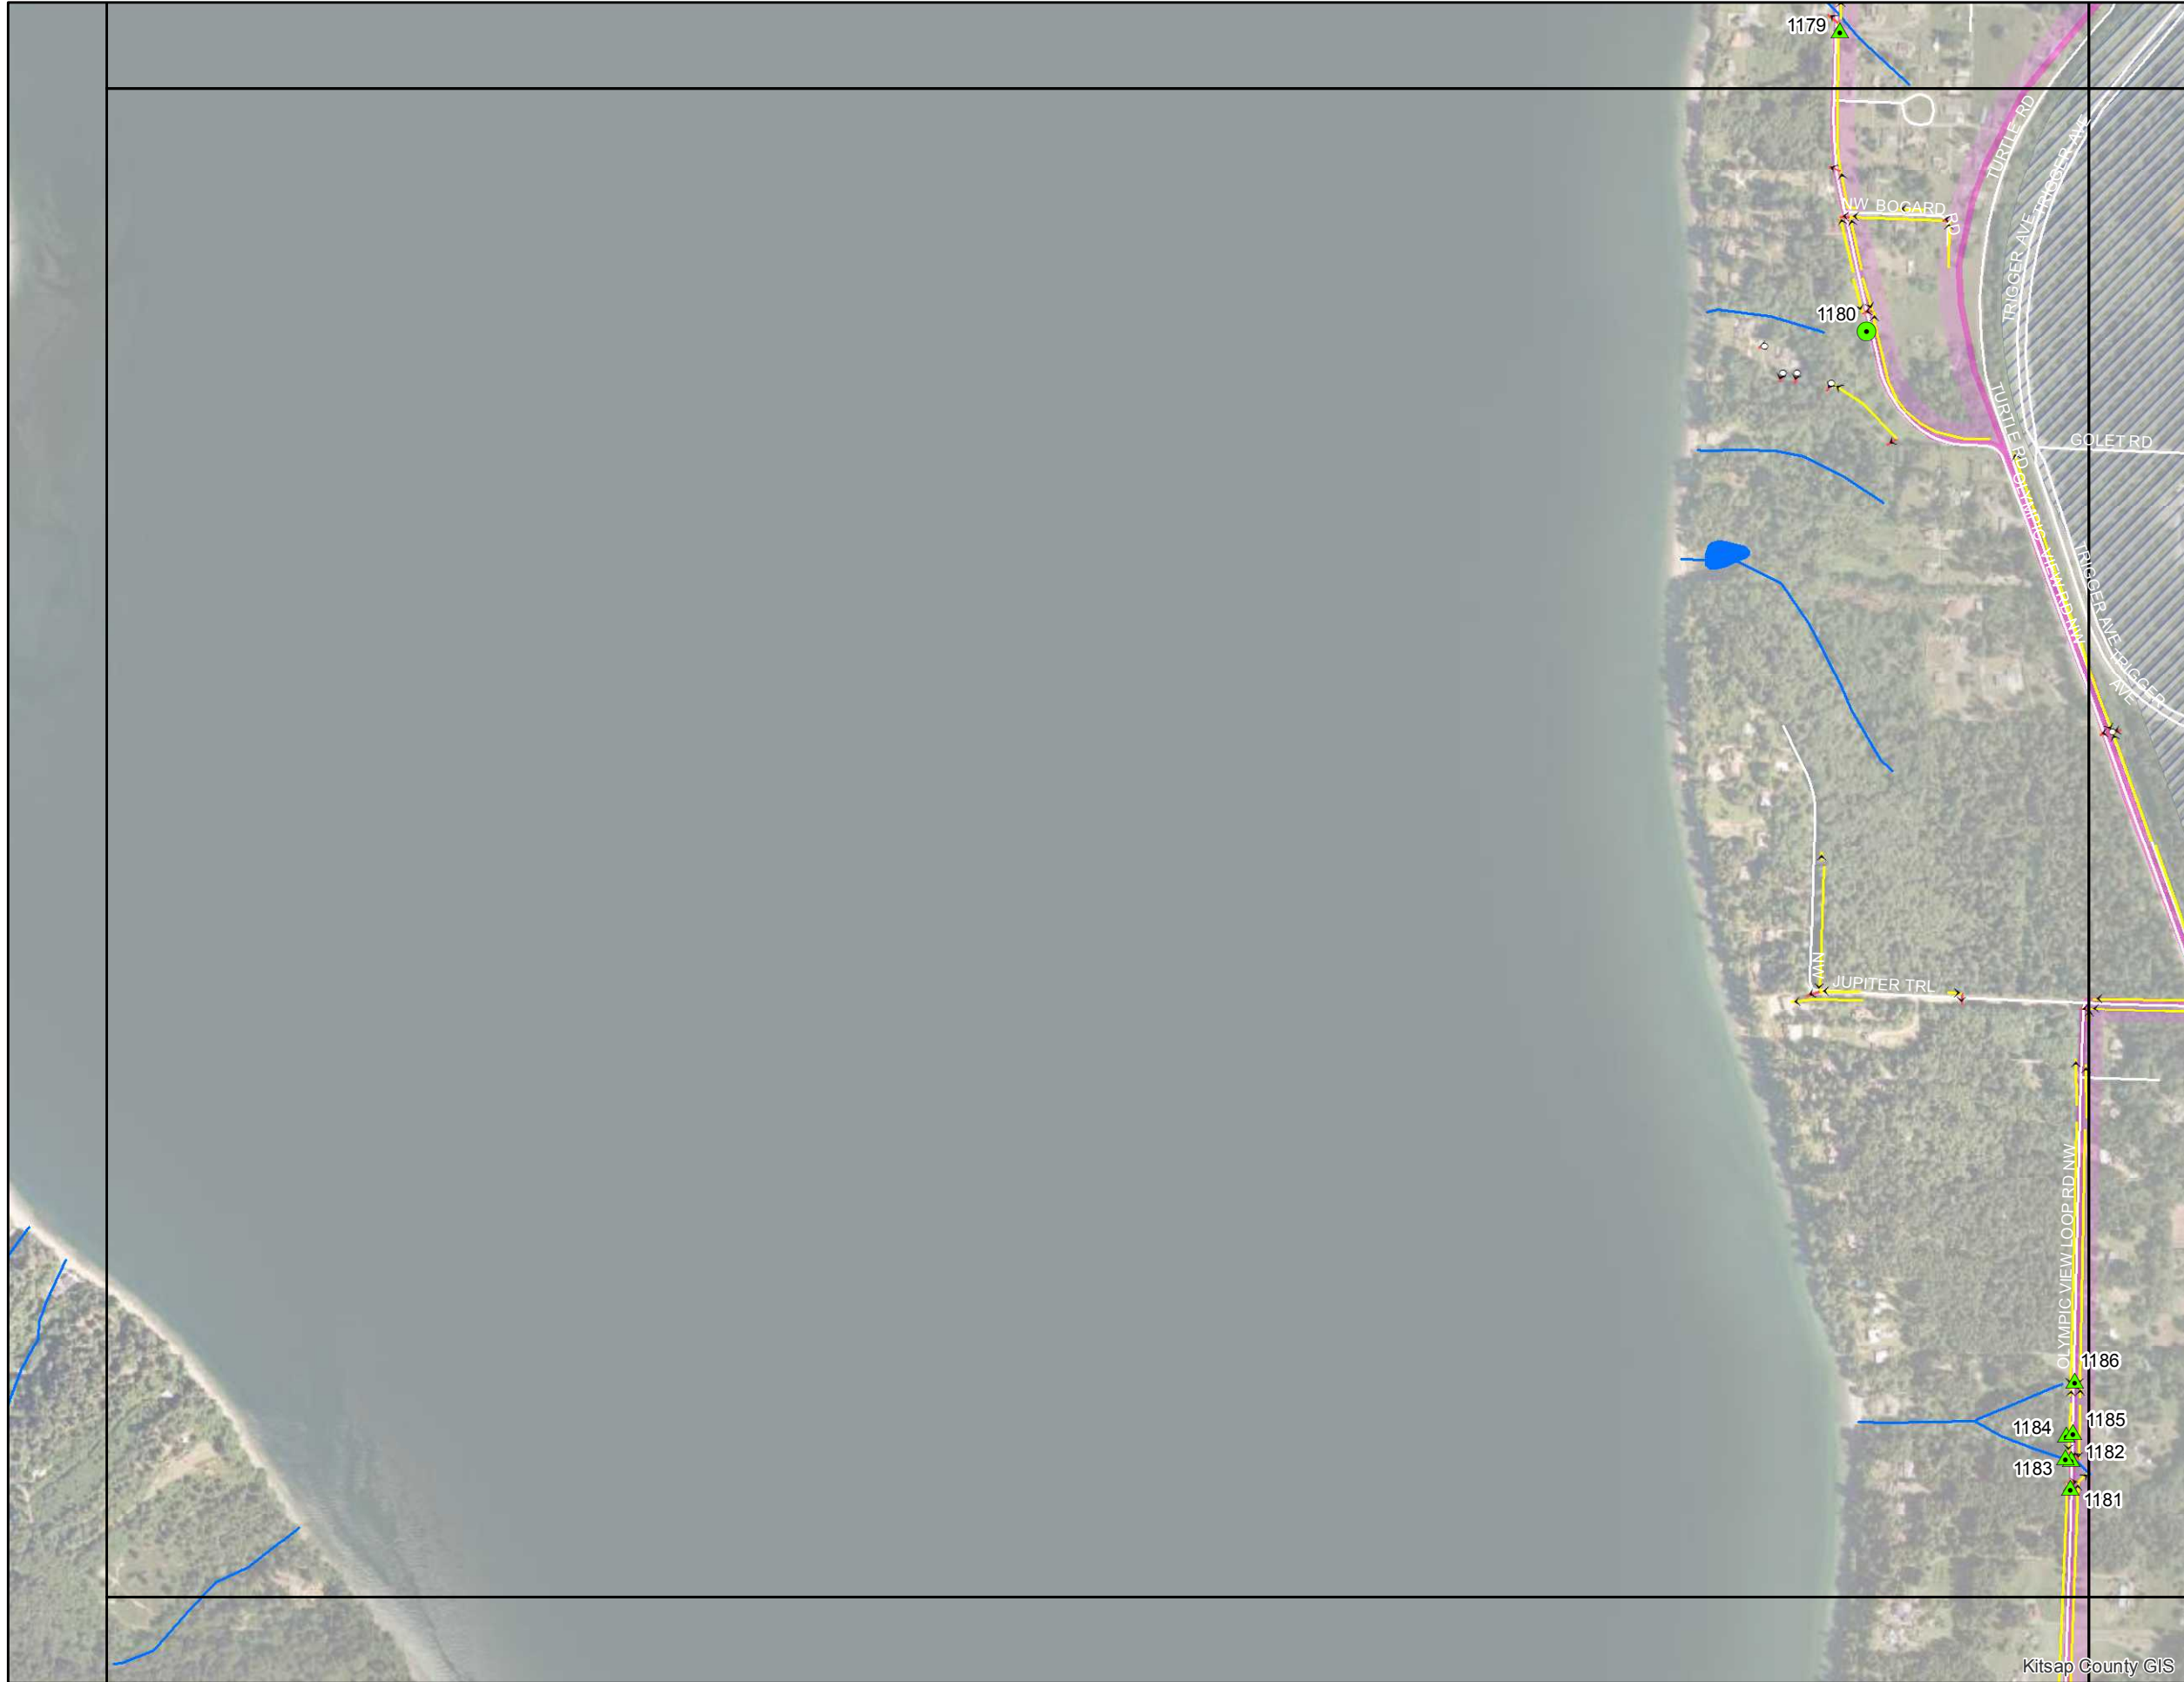 1179
TURTLE RD
TRIGGER AVE
NW BOGARD
RD
TRIGGER AVE
1180
TURTLE RD
GOLET RD
OLYMPIC VIEW RD NW
TRIGGER AVE
TRIGGER
AVE
NW
JUPITER TRL
OLYMPIC VIEW LOOP RD NW
1186
1185
1184
1182
1183
1181
Kitsap County GIS